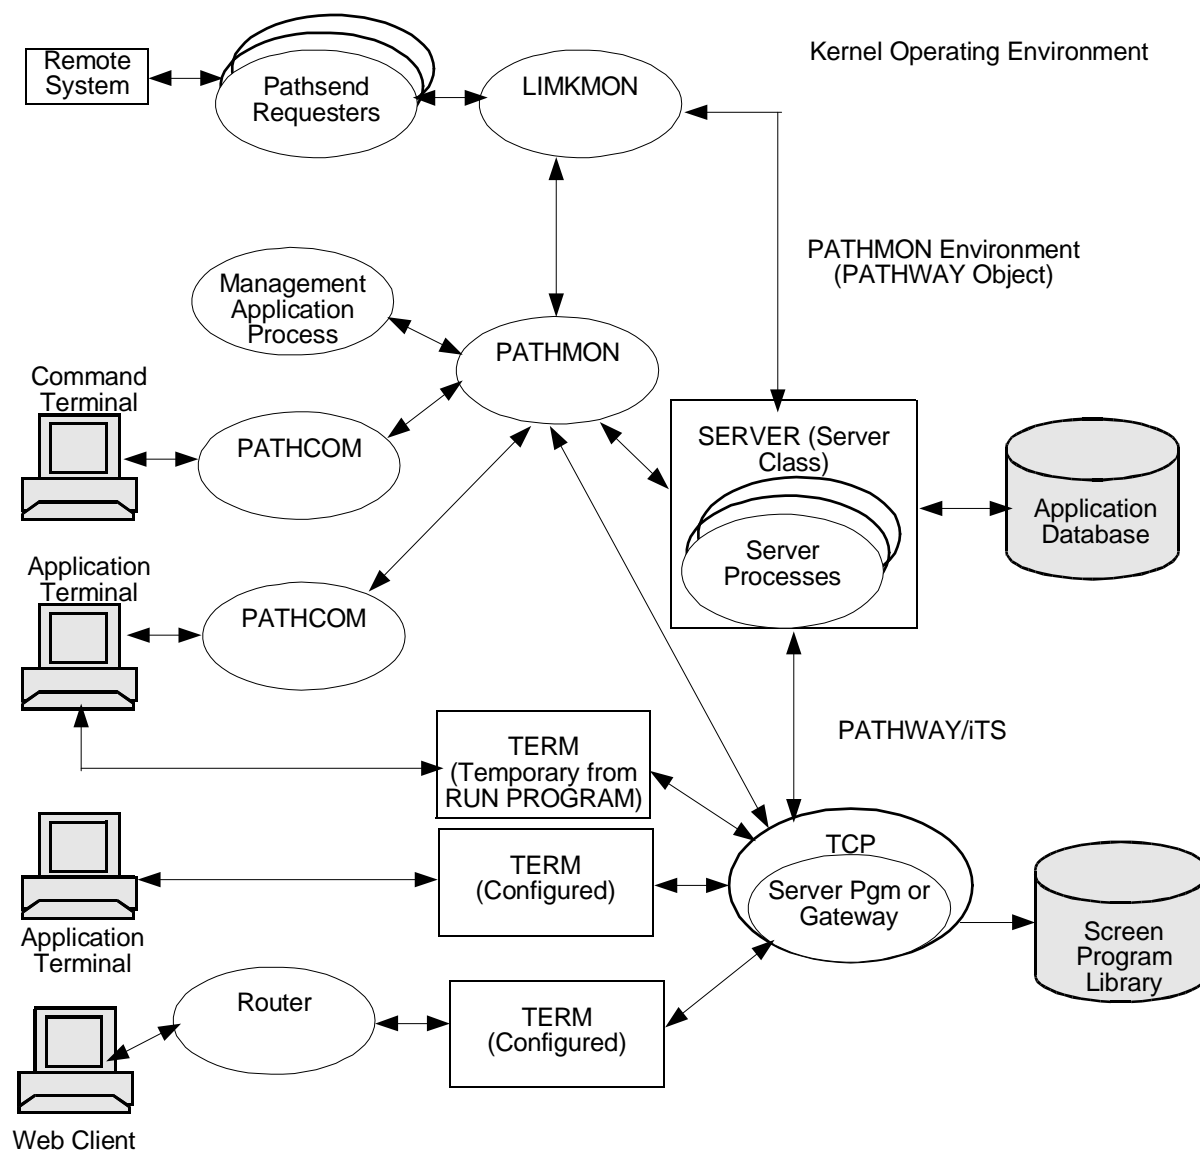 Remote
System
Pathsend
Requesters
LIMKMON
Kernel Operating Environment
PATHMON Environment
(PATHWAY Object)
Management
Application
Process
PATHMON
Command
Terminal
PATHCOM
SERVER (Server
Class)
Server
Processes
Application
Database
Application
Terminal
PATHCOM
PATHWAY/iTS
TERM
(Temporary from
RUN PROGRAM)
TCP
Server Pgm or
Gateway
TERM
(Configured)
Application
Terminal
Screen
Program
Library
Router
TERM
(Configured)
Web Client